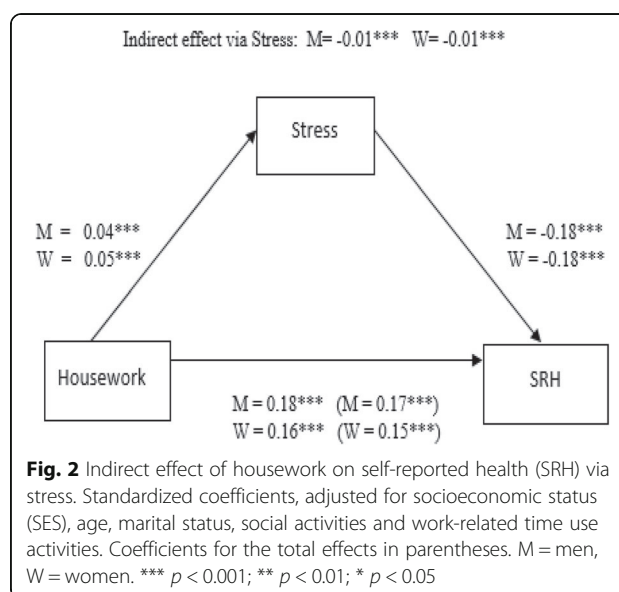 Indirect effect via Stress:  M= -0.01***   W= -0.01***
Stress
M =  0.04***
W =  0.05***
M = -0.18***
W = -0.18***
Housework
SRH
M = 0.18***  (M = 0.17***)
W = 0.16***  (W = 0.15***)
Fig. 2 Indirect effect of housework on self-reported health (SRH) via
stress. Standardized coefficients, adjusted for socioeconomic status
(SES), age, marital status, social activities and work-related time use
activities. Coefficients for the total effects in parentheses. M = men,
W = women. *** p < 0.001; ** p < 0.01; * p < 0.05